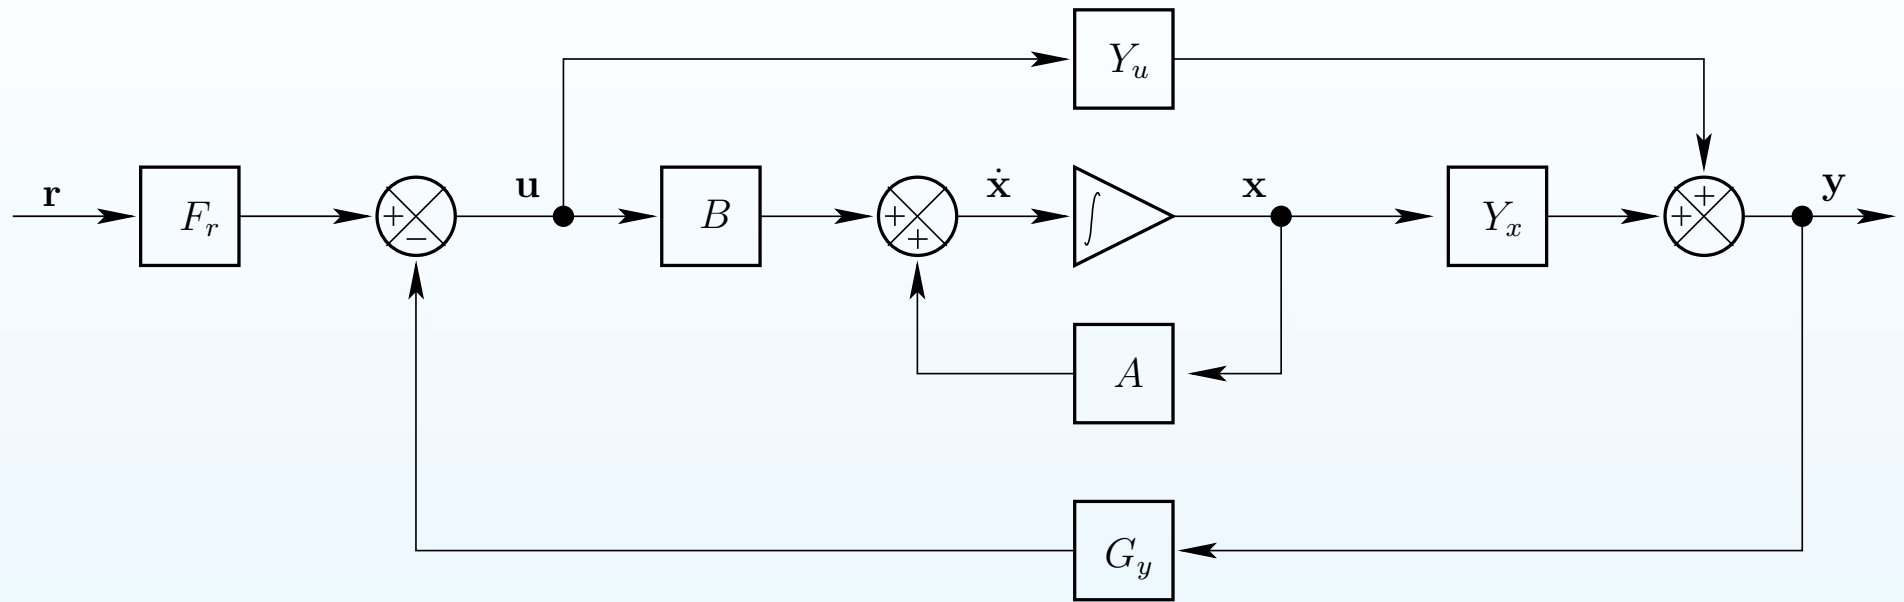 Y_u
r
F_r
+
−
u
B
+
+
ẋ
∫
x
Y_x
+
+
y
A
G_y